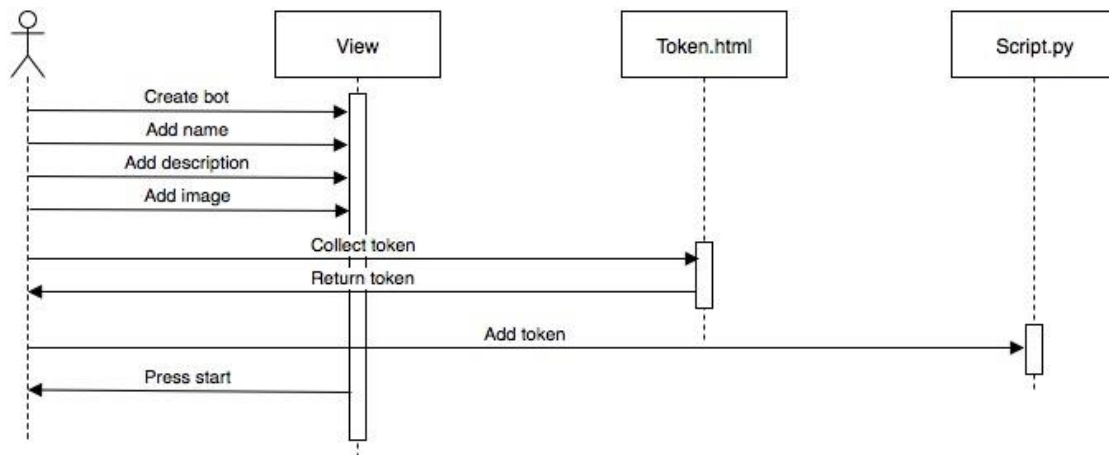 View
Token.html
Script.py
Create bot
Add name
Add description
Add image
Collect token
Return token
Add token
Press start